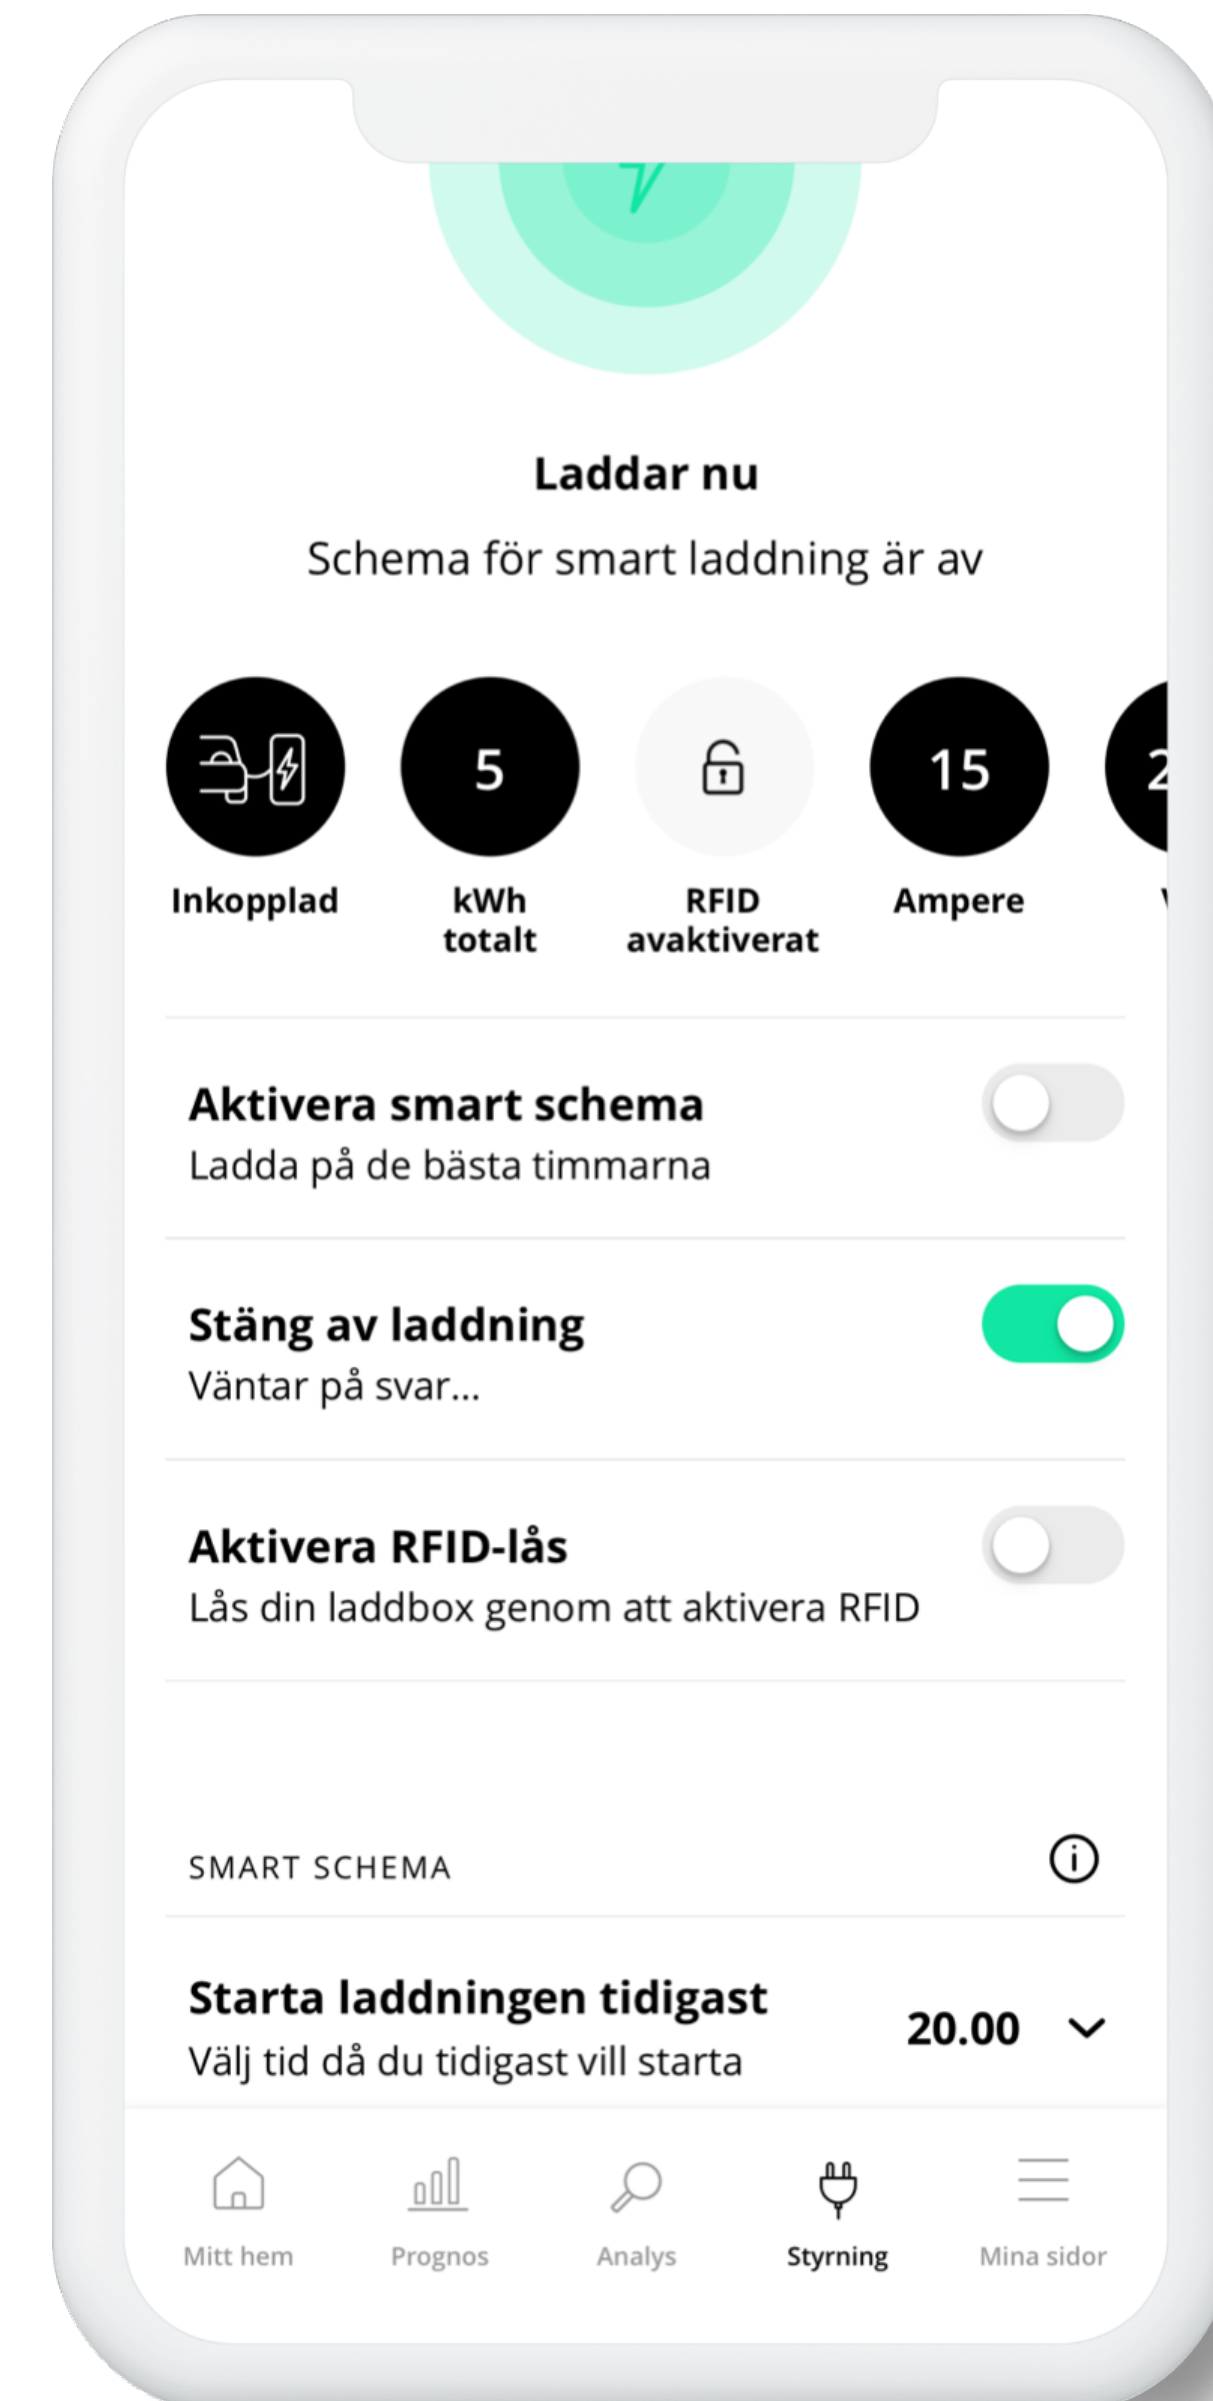 Laddar nu
Schema för smart laddning är av
5
15
Inkopplad
kWh
totalt
RFID
avaktiverat
Ampere
Aktivera smart schema
Ladda på de bästa timmarna
Stäng av laddning
Väntar på svar...
Aktivera RFID-lås
Lås din laddbox genom att aktivera RFID
SMART SCHEMA
Starta laddningen tidigast
20.00
Välj tid då du tidigast vill starta
Mitt hem
Prognos
Analys
Styrning
Mina sidor